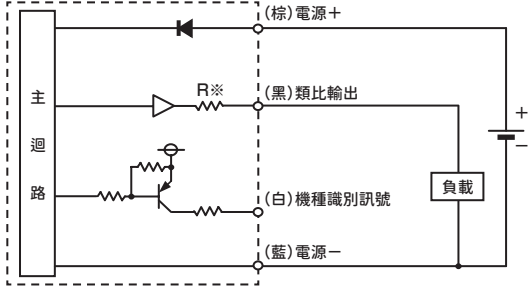 (棕)電源＋
R※
(黑)類比輸出
主
迴
路
＋
－
負載
(白)機種識別訊號
(藍)電源－